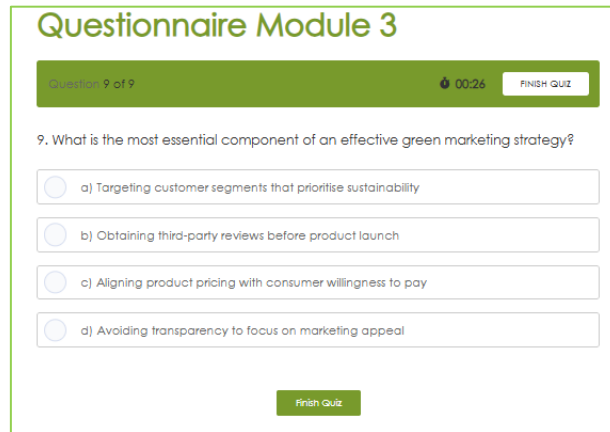 Questionnaire Module 3
Question 9 of 9
00:26
FINISH QUIZ
9. What is the most essential component of an effective green marketing strategy?
a) Targeting customer segments that prioritise sustainability
b) Obtaining third-party reviews before product launch
c) Aligning product pricing with consumer willingness to pay
d) Avoiding transparency to focus on marketing appeal
Finish Quiz